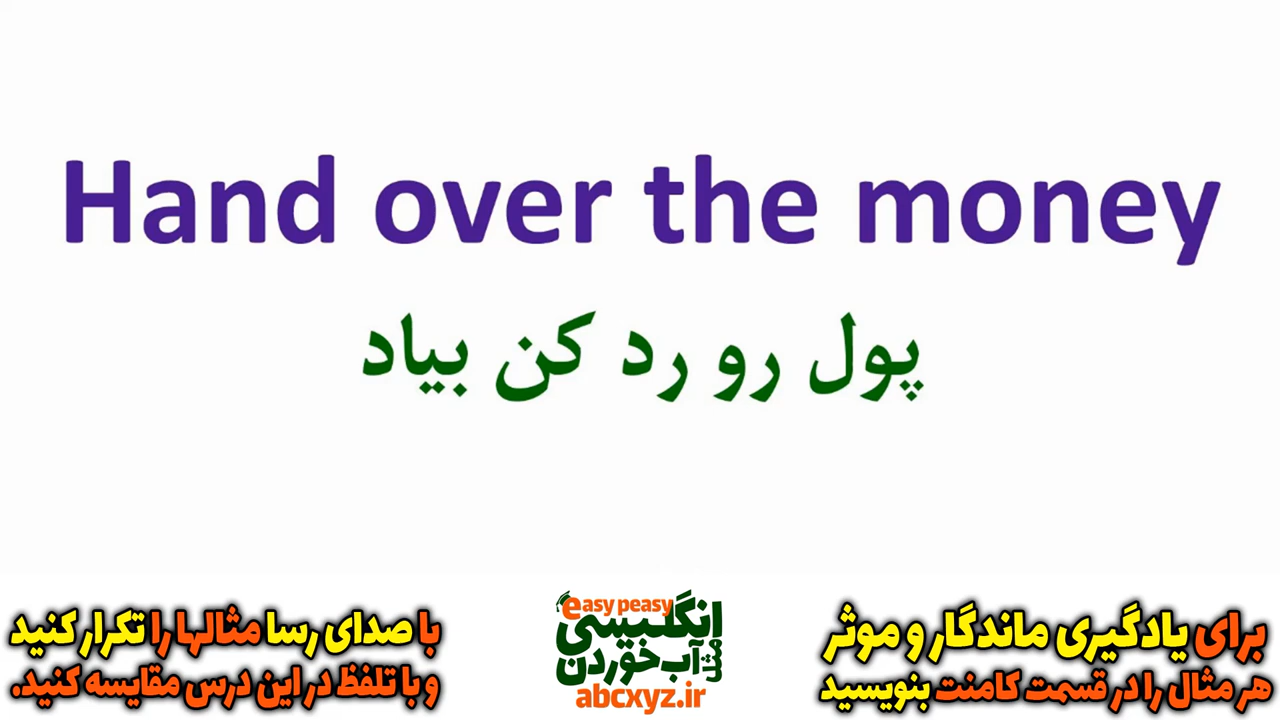 Hand over the money
پول رو رد کن بیاد
برای یادگیری ماندگار و موثر
هر مثال را در قسمت کامنت بنویسید
easy peasy
انگلیسی
مثل
آب خوردن
abcxyz.ir
با صدای رسا مثالها را تکرار کنید
و با تلفظ در این درس مقایسه کنید.